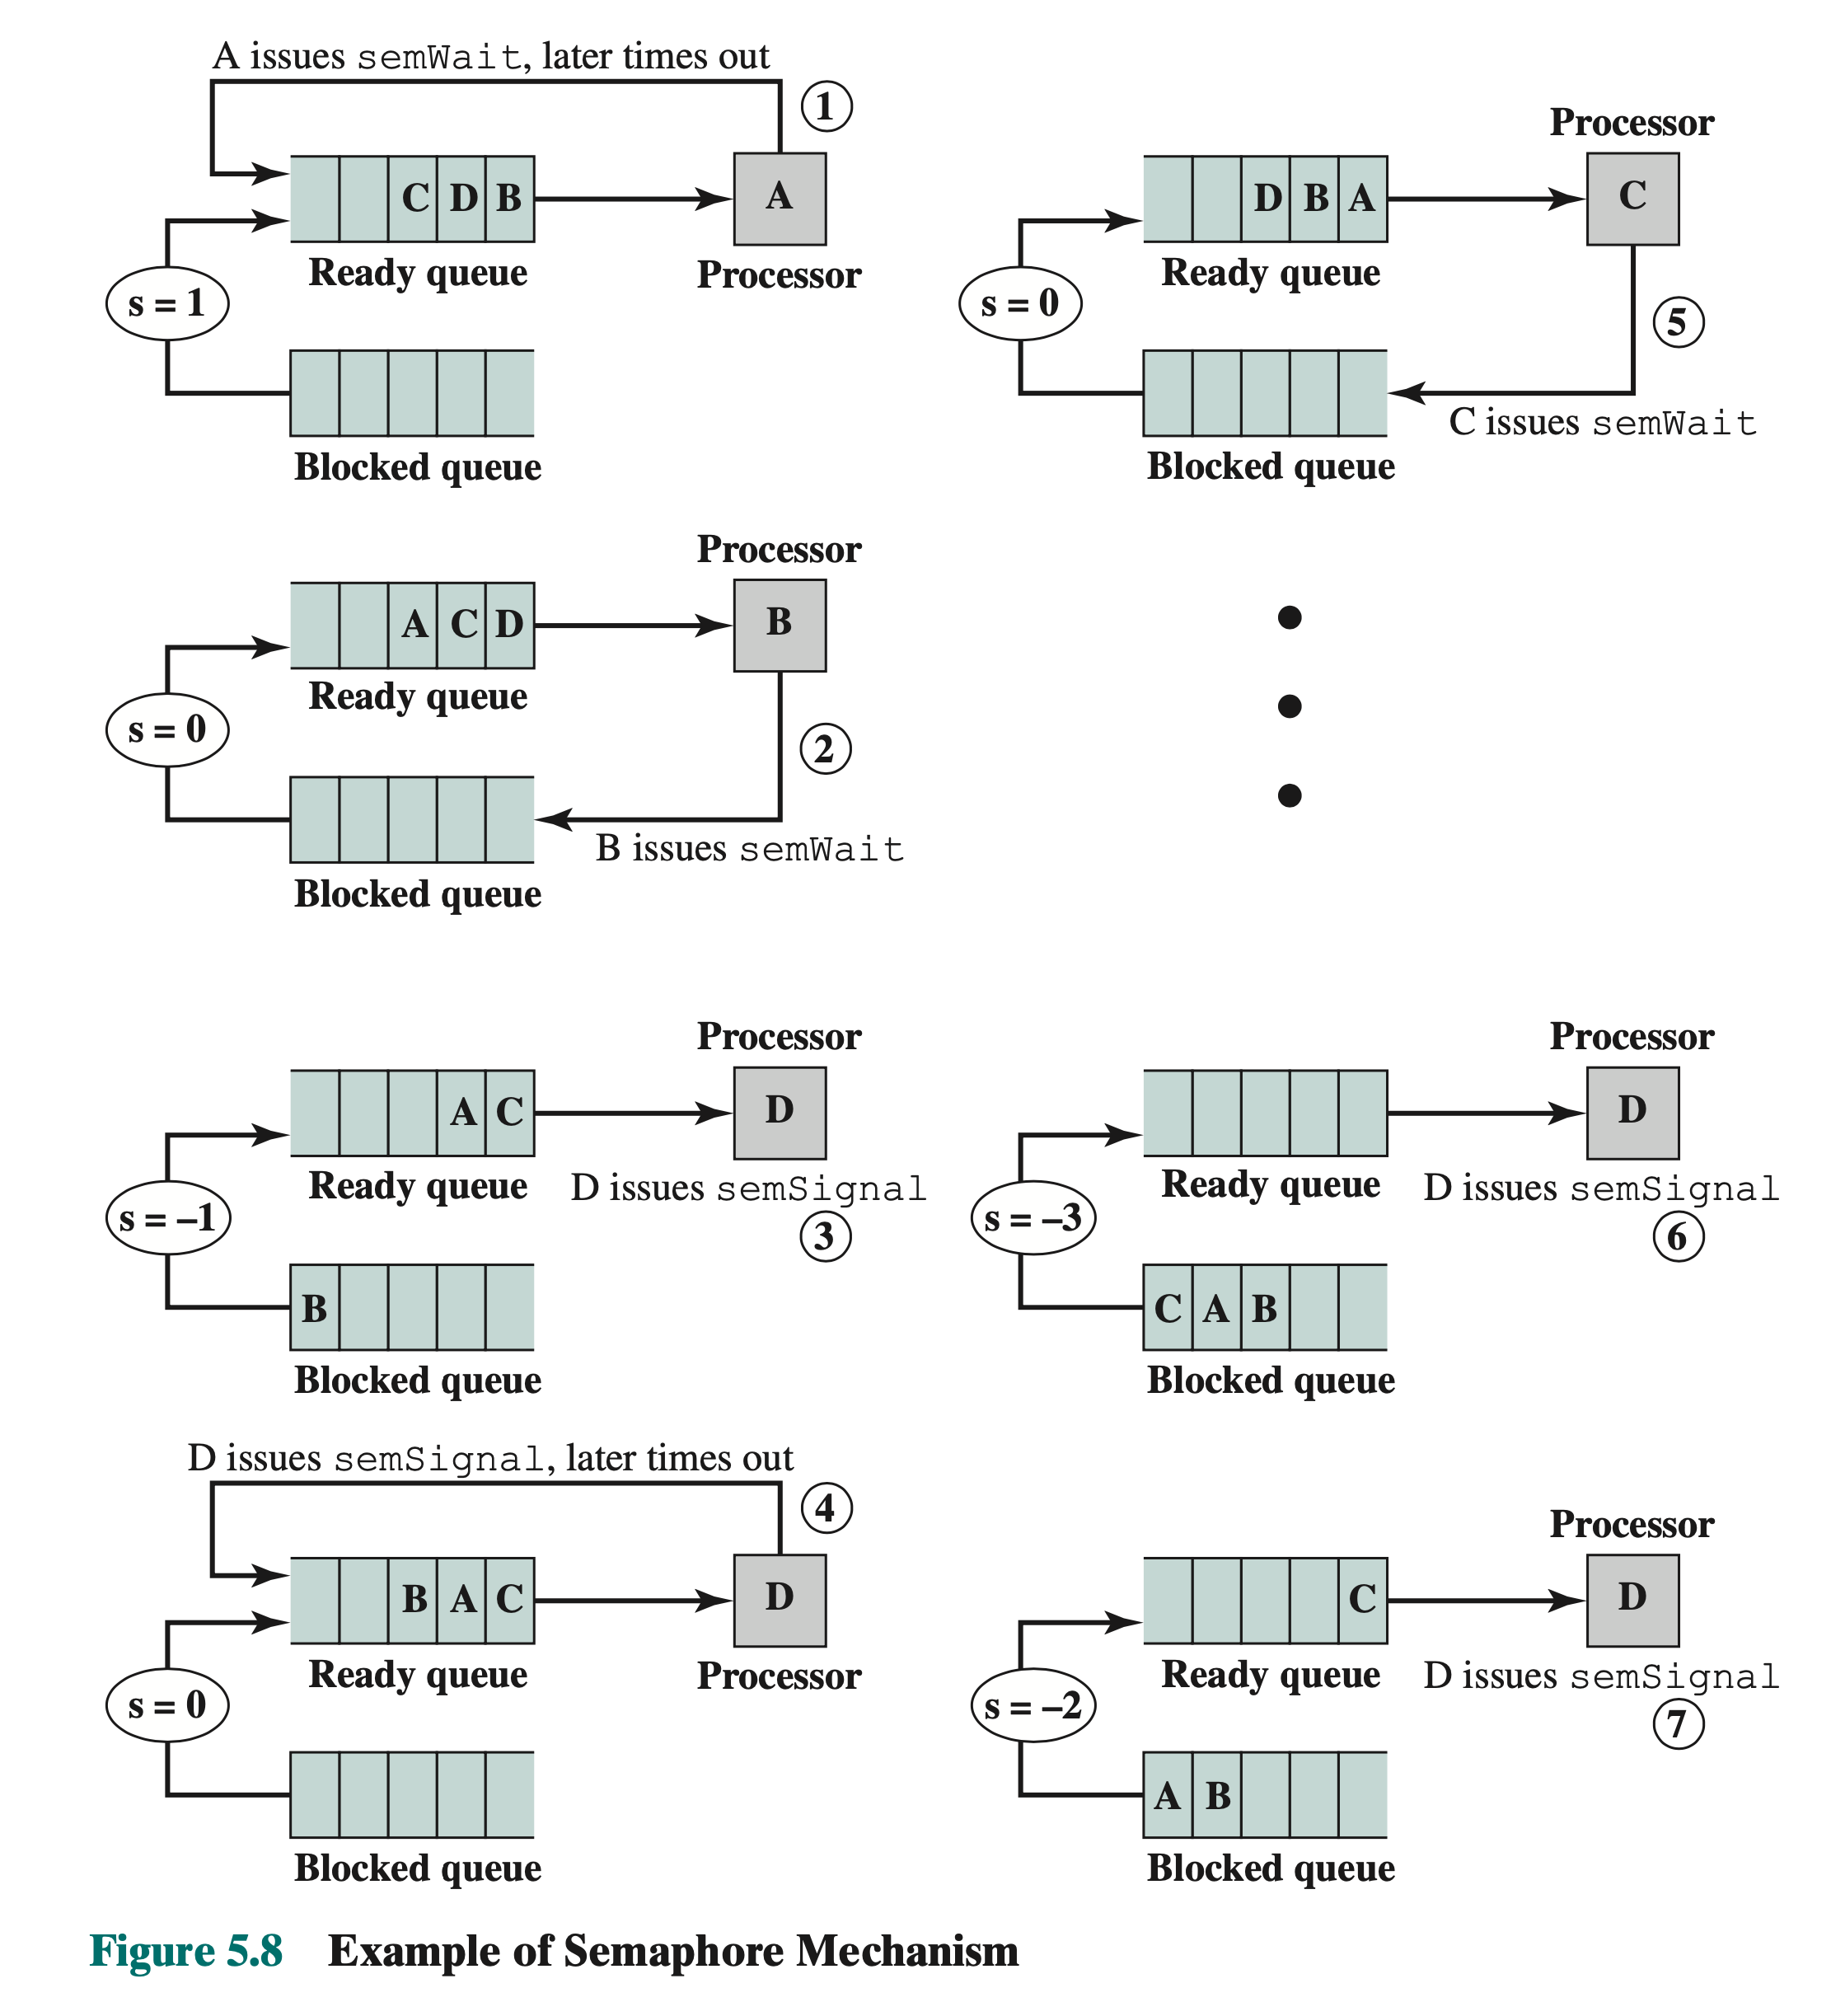 A issues semWait, later times out
1
C D B
A
Ready queue
Processor
s = 1
Blocked queue
Processor
D B A
C
Ready queue
s = 0
5
C issues semWait
Blocked queue
Processor
A C D
B
Ready queue
s = 0
2
B issues semWait
Blocked queue
Processor
A C
D
Ready queue
D issues semSignal
s = –1
3
B
Blocked queue
Processor
D
Ready queue
D issues semSignal
s = –3
6
C A B
Blocked queue
D issues semSignal, later times out
4
B A C
D
Ready queue
Processor
s = 0
Blocked queue
Processor
C
D
Ready queue
D issues semSignal
s = –2
7
A B
Blocked queue
Figure 5.8 Example of Semaphore Mechanism